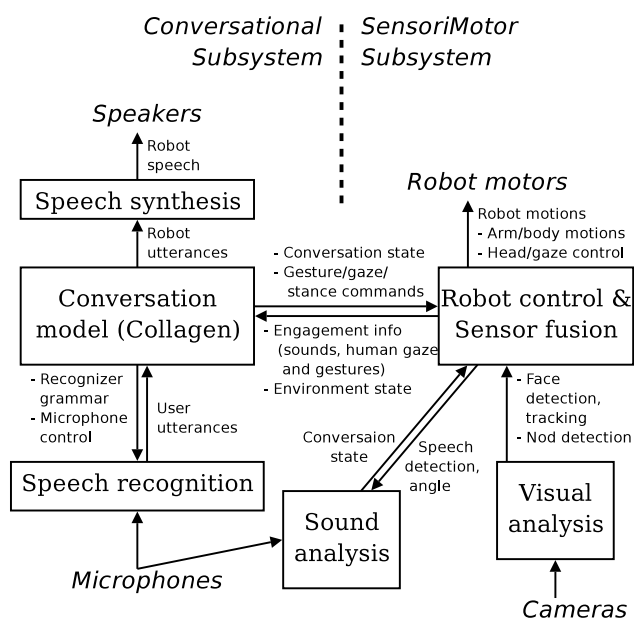 Conversational
Subsystem
SensoriMotor
Subsystem
Speakers
Robot
speech
Speech synthesis
Robot motors
Robot
utterances
Robot motions
- Arm/body motions
- Head/gaze control
- Conversation state
- Gesture/gaze/
stance commands
Conversation
model (Collagen)
Robot control &
Sensor fusion
- Engagement info
(sounds, human gaze
and gestures)
- Environment state
- Recognizer
grammar
- Microphone
control
User
utterances
- Face
detection,
tracking
- Nod detection
Conversaion
state
Speech
detection,
angle
Speech recognition
Sound
analysis
Visual
analysis
Microphones
Cameras